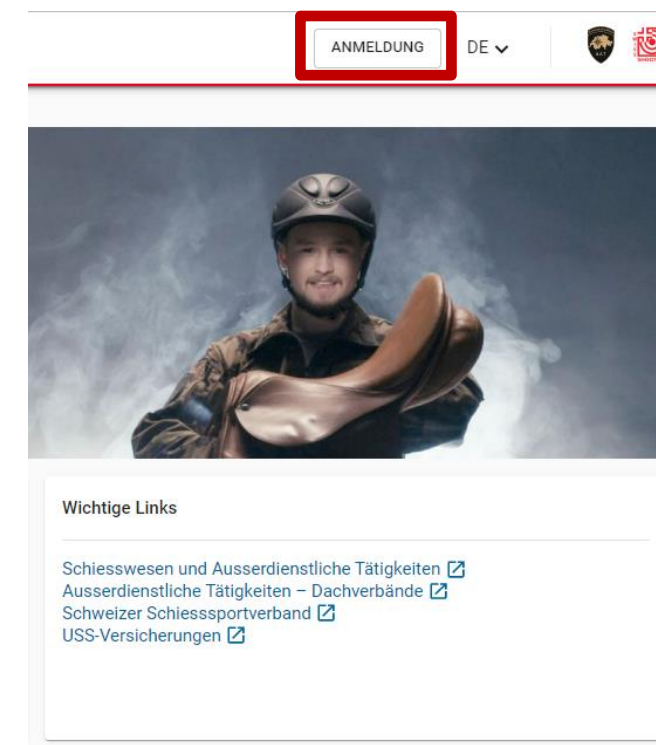 ANMELDUNG
DE
Wichtige Links
Schiesswesen und Ausserdienstliche Tätigkeiten
Ausserdienstliche Tätigkeiten – Dachverbände
Schweizer Schiesssportverband
USS-Versicherungen